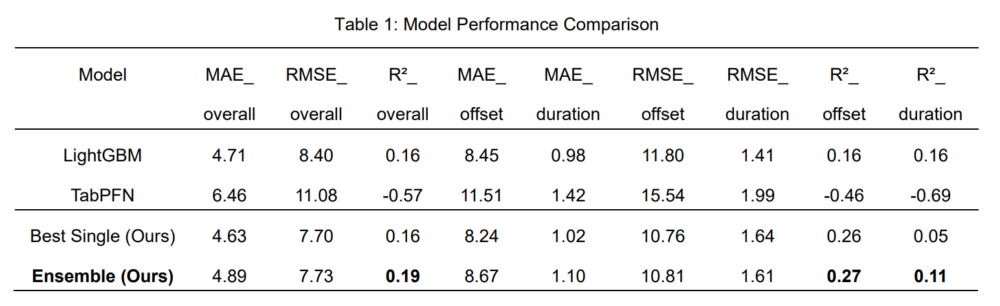 Table 1: Model Performance Comparison
Model MAE_ RMSE_ R²_ MAE_ MAE_ RMSE_ RMSE_ R²_ R²_
overall overall overall offset duration offset duration offset duration
LightGBM 4.71 8.40 0.16 8.45 0.98 11.80 1.41 0.16 0.16
TabPFN 6.46 11.08 -0.57 11.51 1.42 15.54 1.99 -0.46 -0.69
Best Single (Ours) 4.63 7.70 0.16 8.24 1.02 10.76 1.64 0.26 0.05
Ensemble (Ours) 4.89 7.73 0.19 8.67 1.10 10.81 1.61 0.27 0.11